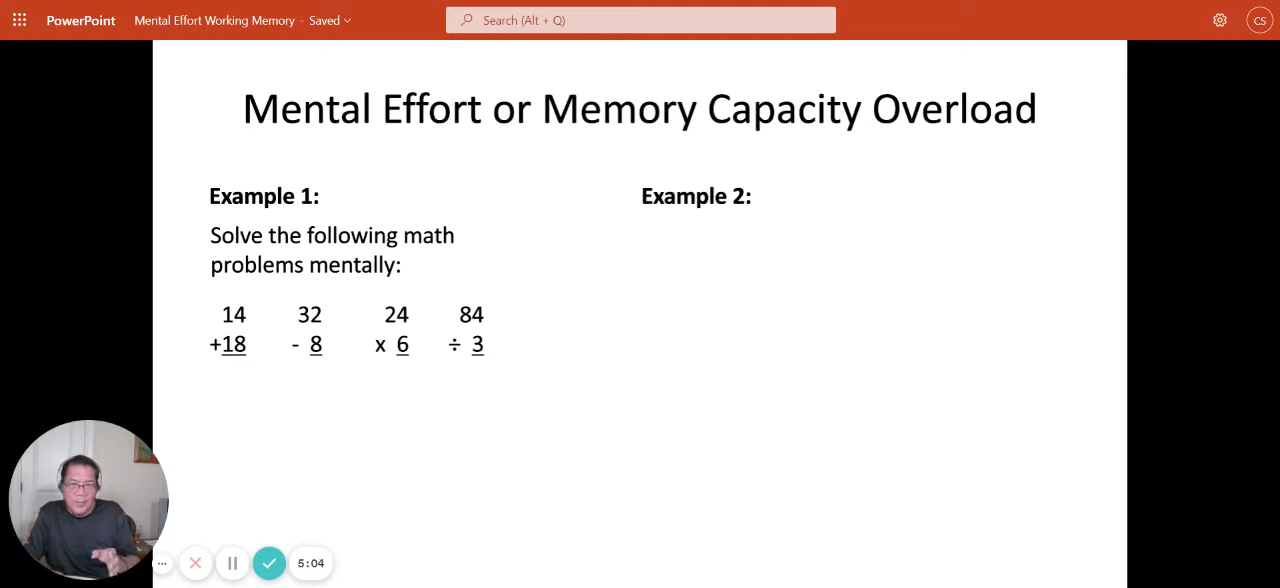 PowerPoint Mental Effort Working Memory - Saved Search (Alt + Q) CS
Mental Effort or Memory Capacity Overload
Example 1: Example 2:
Solve the following math
problems mentally:
14 32 24 84
+18 - 8 x 6 ÷ 3
5:04